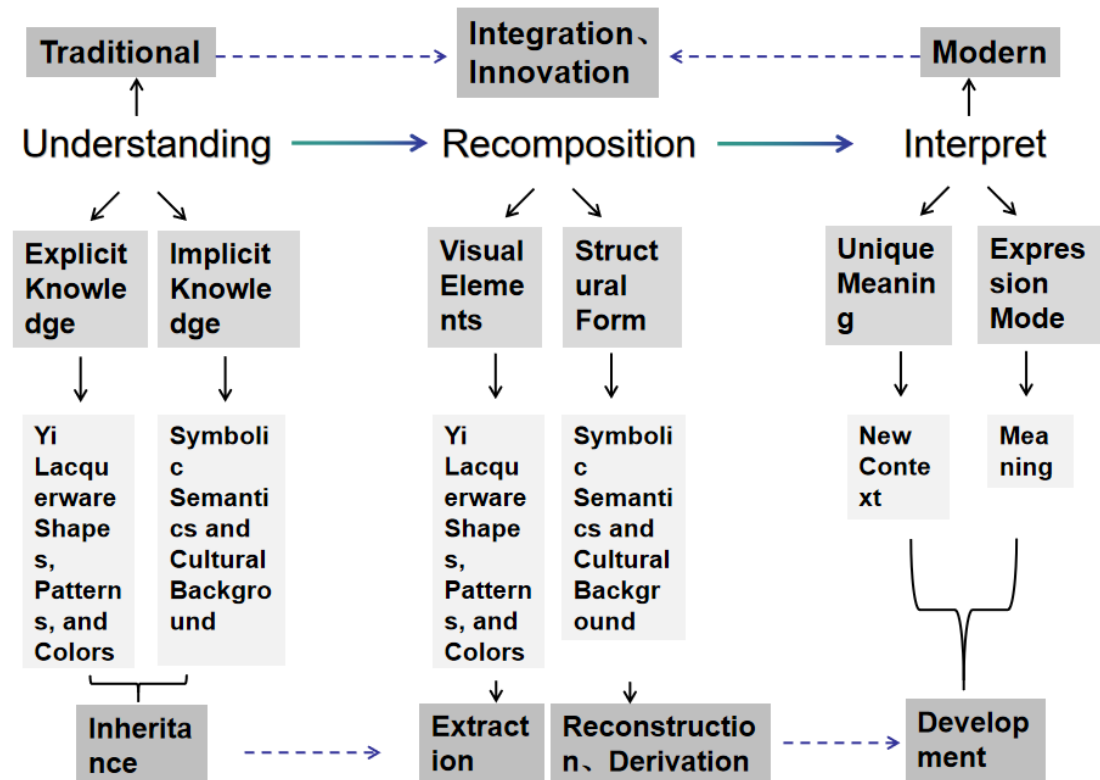 Traditional
Integration、
Innovation
Modern
Understanding
Recomposition
Interpret
Explicit
Knowle
dge
Implicit
Knowle
dge
Visual
Eleme
nts
Struct
ural
Form
Unique
Meanin
g
Expres
sion
Mode
Yi
Lacqu
erware
Shape
s,
Pattern
s, and
Colors
Symboli
c
Semanti
cs and
Cultural
Backgro
und
Yi
Lacqu
erware
Shape
s,
Pattern
s, and
Colors
Symboli
c
Semanti
cs and
Cultural
Backgr
ound
New
Conte
xt
Mea
ning
Inherita
nce
Extract
ion
Reconstructio
n、Derivation
Develop
ment